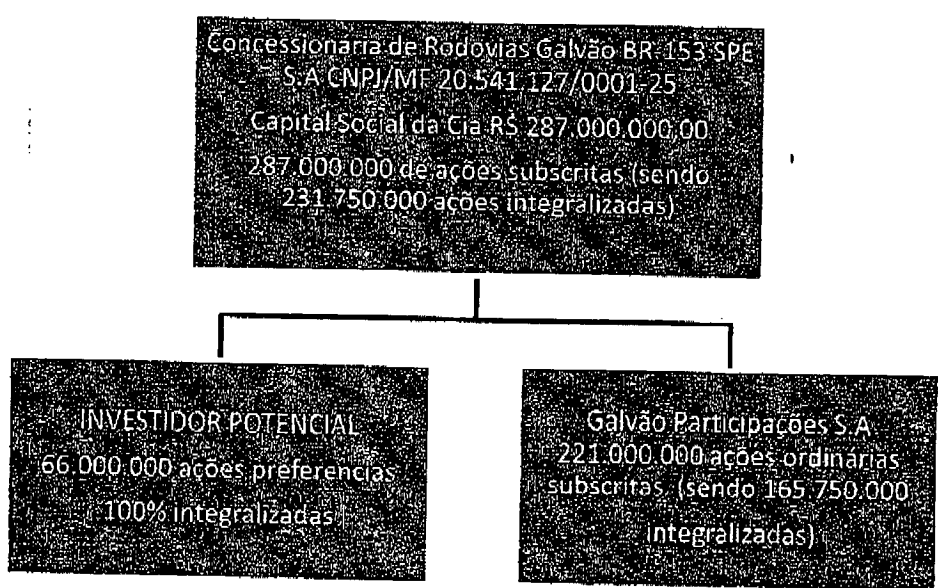 Concessionaria de Rodovias Galvão BR-153 SPE
S.A CNPJ/MF 20.541.127/0001-25
Capital Social da Cia R$ 287.000.000,00
287.000.000 de ações subscritas (sendo
231.750.000 ações integralizadas)
INVESTIDOR POTENCIAL
66.000.000 ações preferencias
100% integralizadas
Galvão Participações S.A
221.000.000 ações ordinárias
subscritas (sendo 165.750.000
integralizadas)